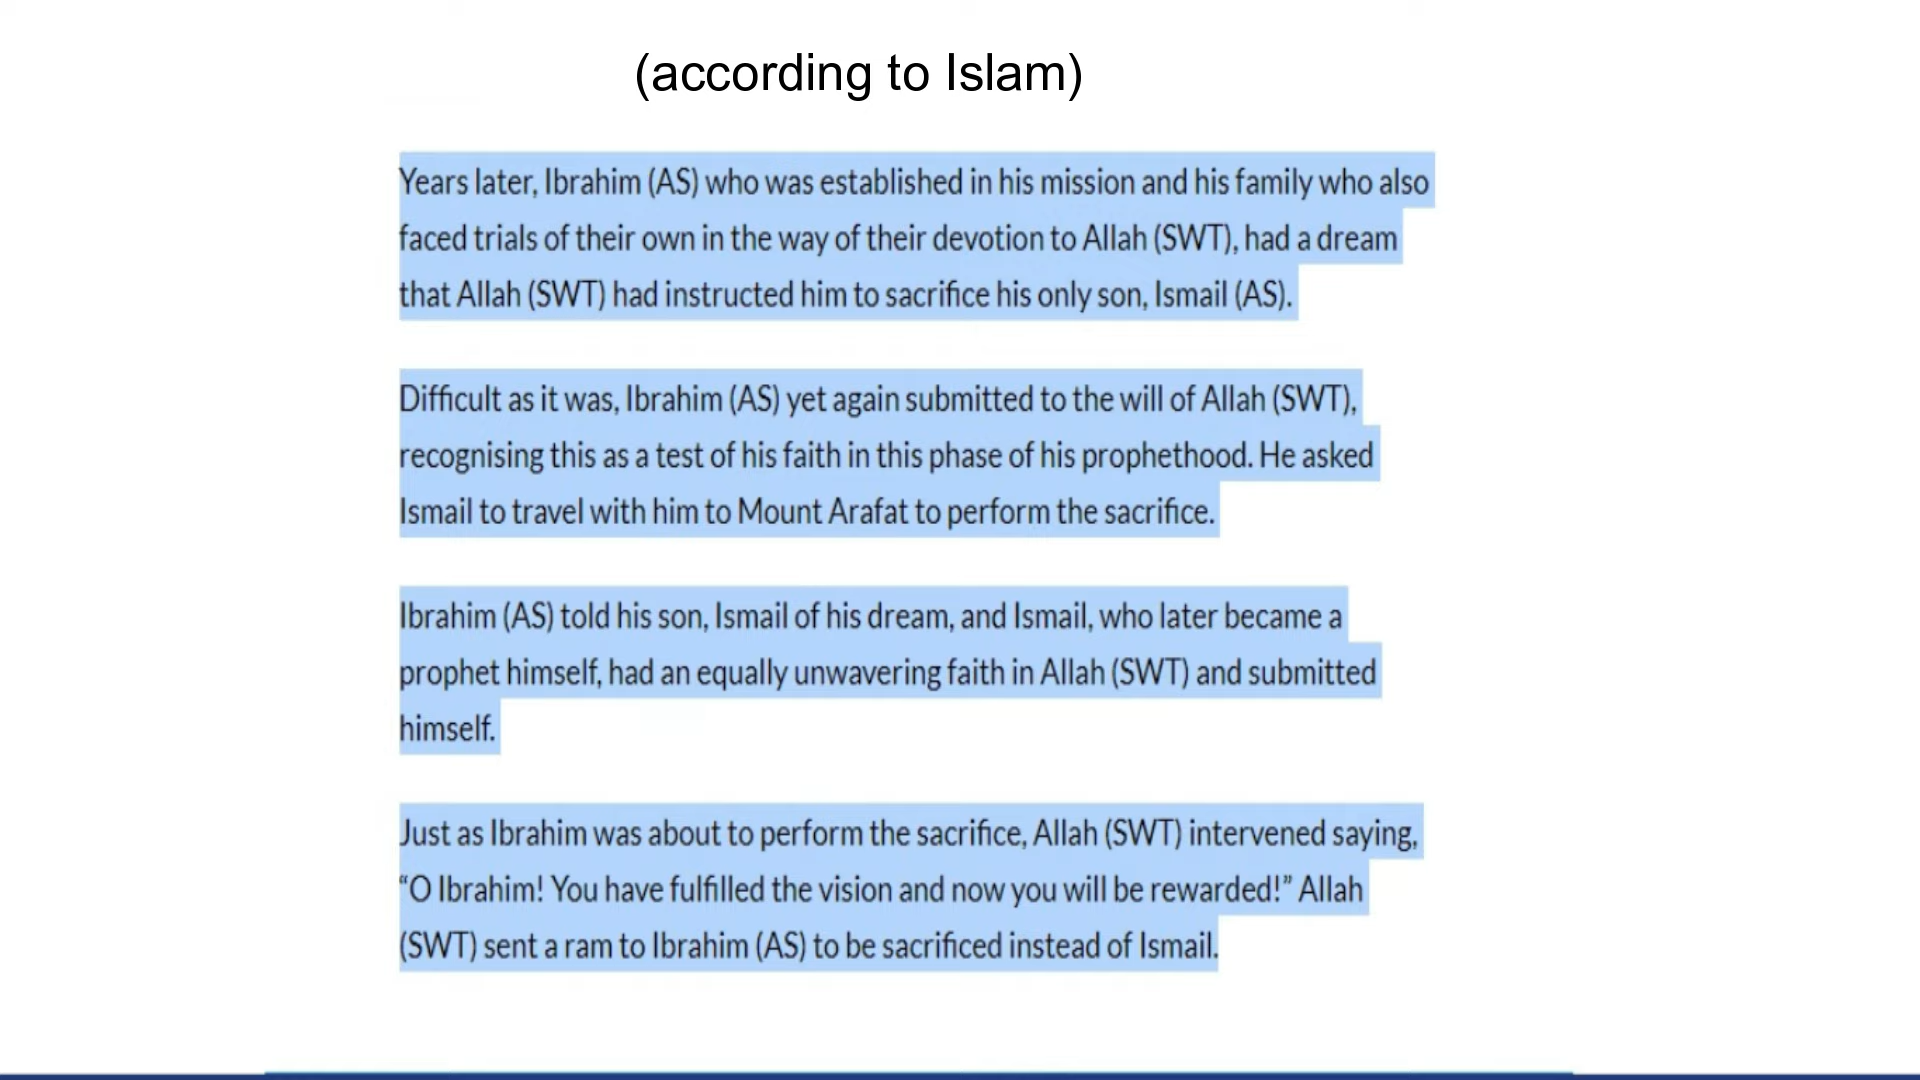 (according to Islam)
Years later, Ibrahim (AS) who was established in his mission and his family who also
faced trials of their own in the way of their devotion to Allah (SWT), had a dream
that Allah (SWT) had instructed him to sacrifice his only son, Ismail (AS).
Difficult as it was, Ibrahim (AS) yet again submitted to the will of Allah (SWT),
recognising this as a test of his faith in this phase of his prophethood. He asked
Ismail to travel with him to Mount Arafat to perform the sacrifice.
Ibrahim (AS) told his son, Ismail of his dream, and Ismail, who later became a
prophet himself, had an equally unwavering faith in Allah (SWT) and submitted
himself.
Just as Ibrahim was about to perform the sacrifice, Allah (SWT) intervened saying,
“O Ibrahim! You have fulfilled the vision and now you will be rewarded!” Allah
(SWT) sent a ram to Ibrahim (AS) to be sacrificed instead of Ismail.